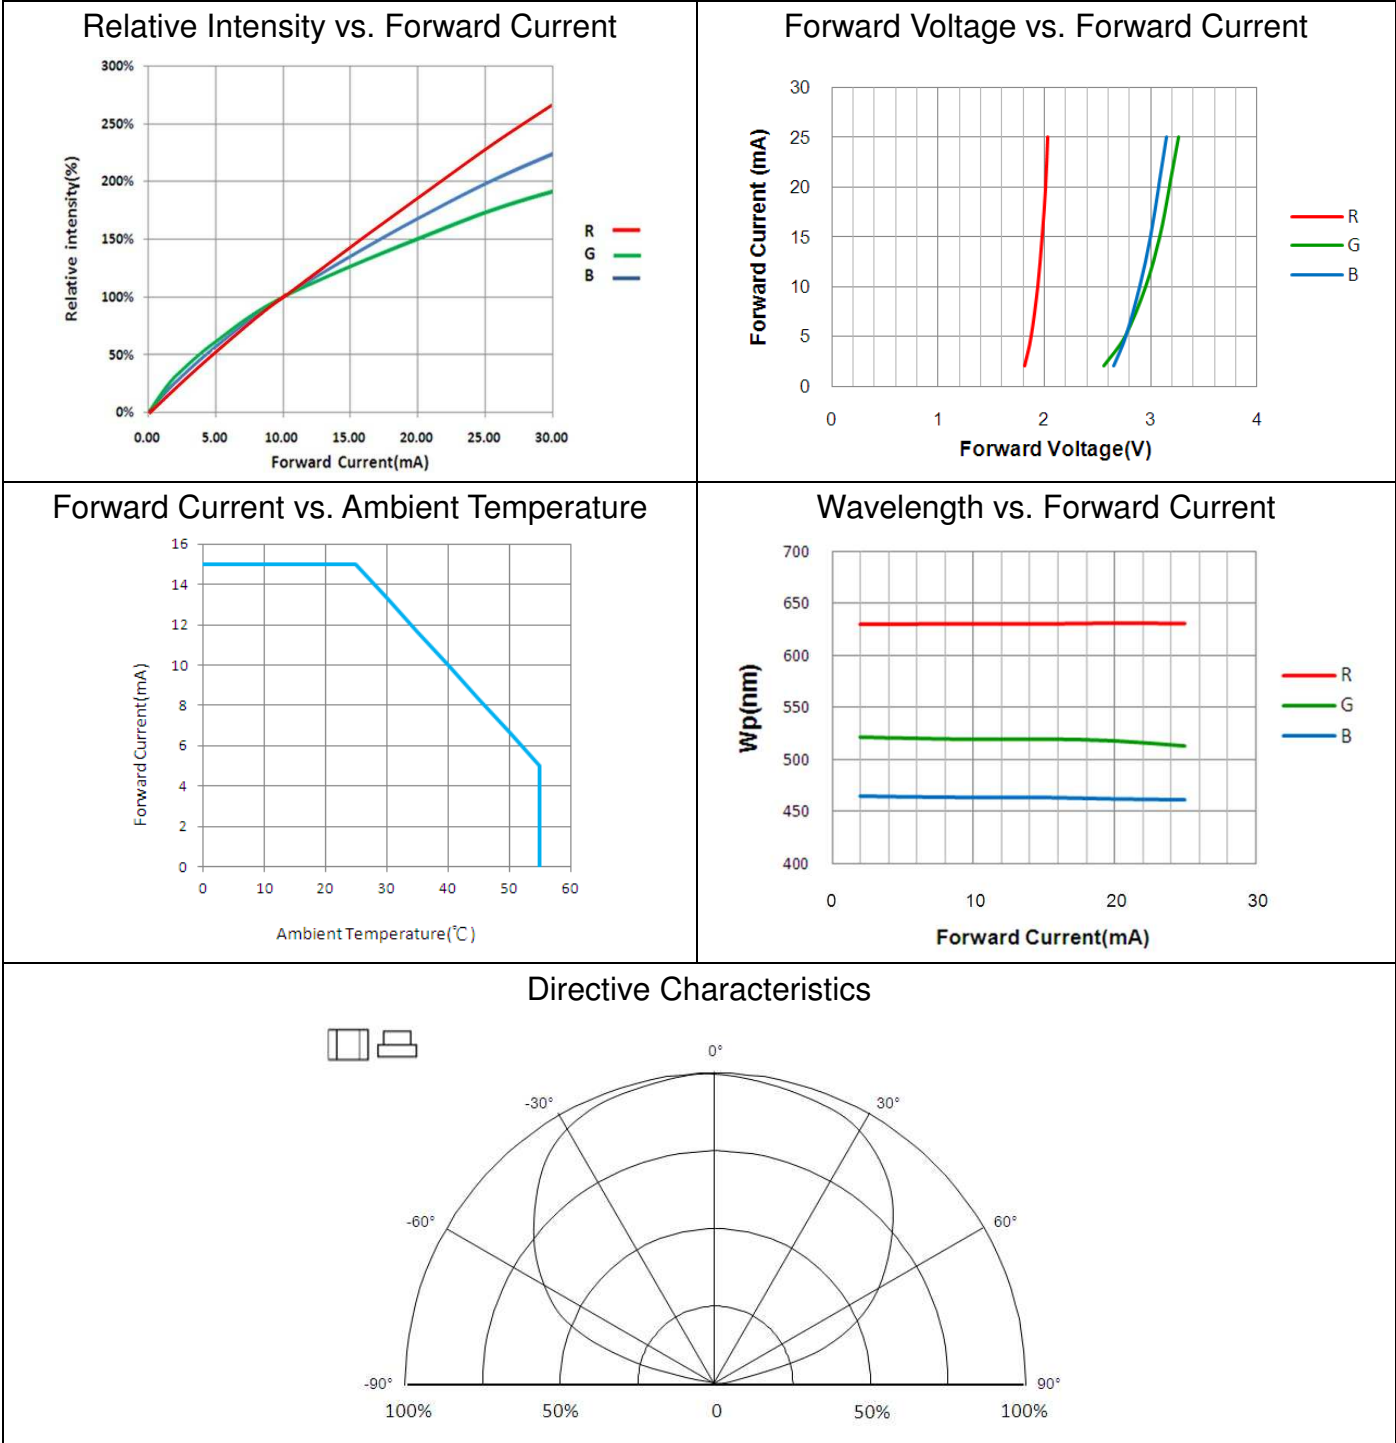 Relative Intensity vs. Forward Current
300%
250%
200%
150%
100%
50%
0%
Relative intensity(%)
0.00 5.00 10.00 15.00 20.00 25.00 30.00
Forward Current(mA)
R
G
B
Forward Voltage vs. Forward Current
30
25
20
15
10
5
0
Forward Current (mA)
0 1 2 3 4
Forward Voltage(V)
R
G
B
Forward Current vs. Ambient Temperature
16
14
12
10
8
6
4
2
0
Forward Current(mA)
0 10 20 30 40 50 60
Ambient Temperature(℃)
Wavelength vs. Forward Current
700
650
600
550
500
450
400
Wp(nm)
0 10 20 30
Forward Current(mA)
R
G
B
Directive Characteristics
0°
-30° 30°
-60° 60°
-90° 90°
100% 50% 0 50% 100%